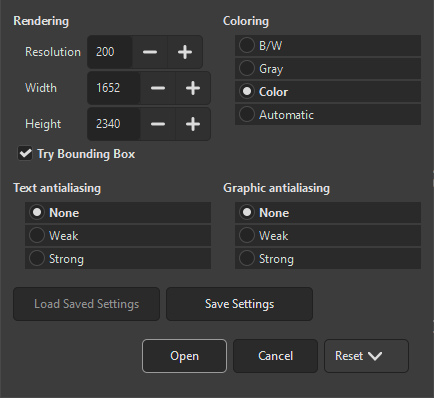 Rendering
Coloring
Resolution 200
B/W
Gray
Width 1652
Color
Height 2340
Automatic
Try Bounding Box
Text antialiasing
Graphic antialiasing
None
None
Weak
Weak
Strong
Strong
Load Saved Settings
Save Settings
Open
Cancel
Reset